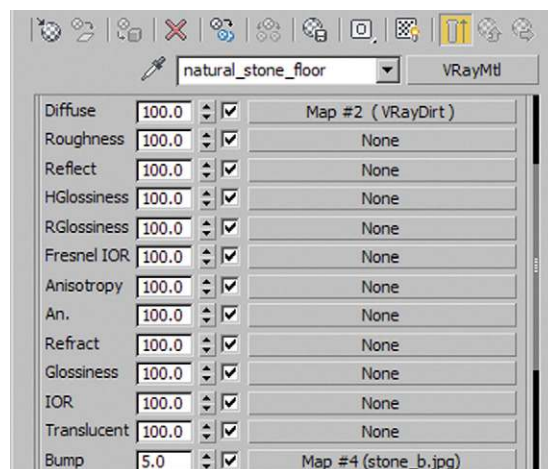 natural_stone_floor VRayMtl
Diffuse 100.0 Map #2 ( VRayDirt )
Roughness 100.0 None
Reflect 100.0 None
HGlossiness 100.0 None
RGlossiness 100.0 None
Fresnel IOR 100.0 None
Anisotropy 100.0 None
An. 100.0 None
Refract 100.0 None
Glossiness 100.0 None
IOR 100.0 None
Translucent 100.0 None
Bump 5.0 Map #4 (stone_b.jpg)